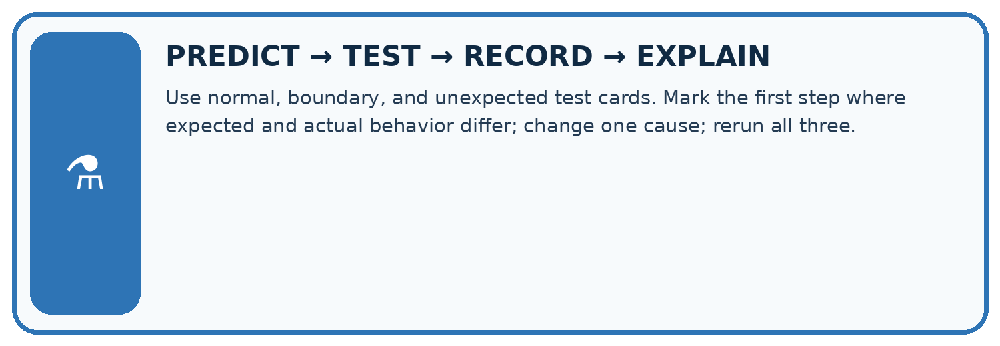 PREDICT → TEST → RECORD → EXPLAIN
Use normal, boundary, and unexpected test cards. Mark the first step where
expected and actual behavior differ; change one cause; rerun all three.